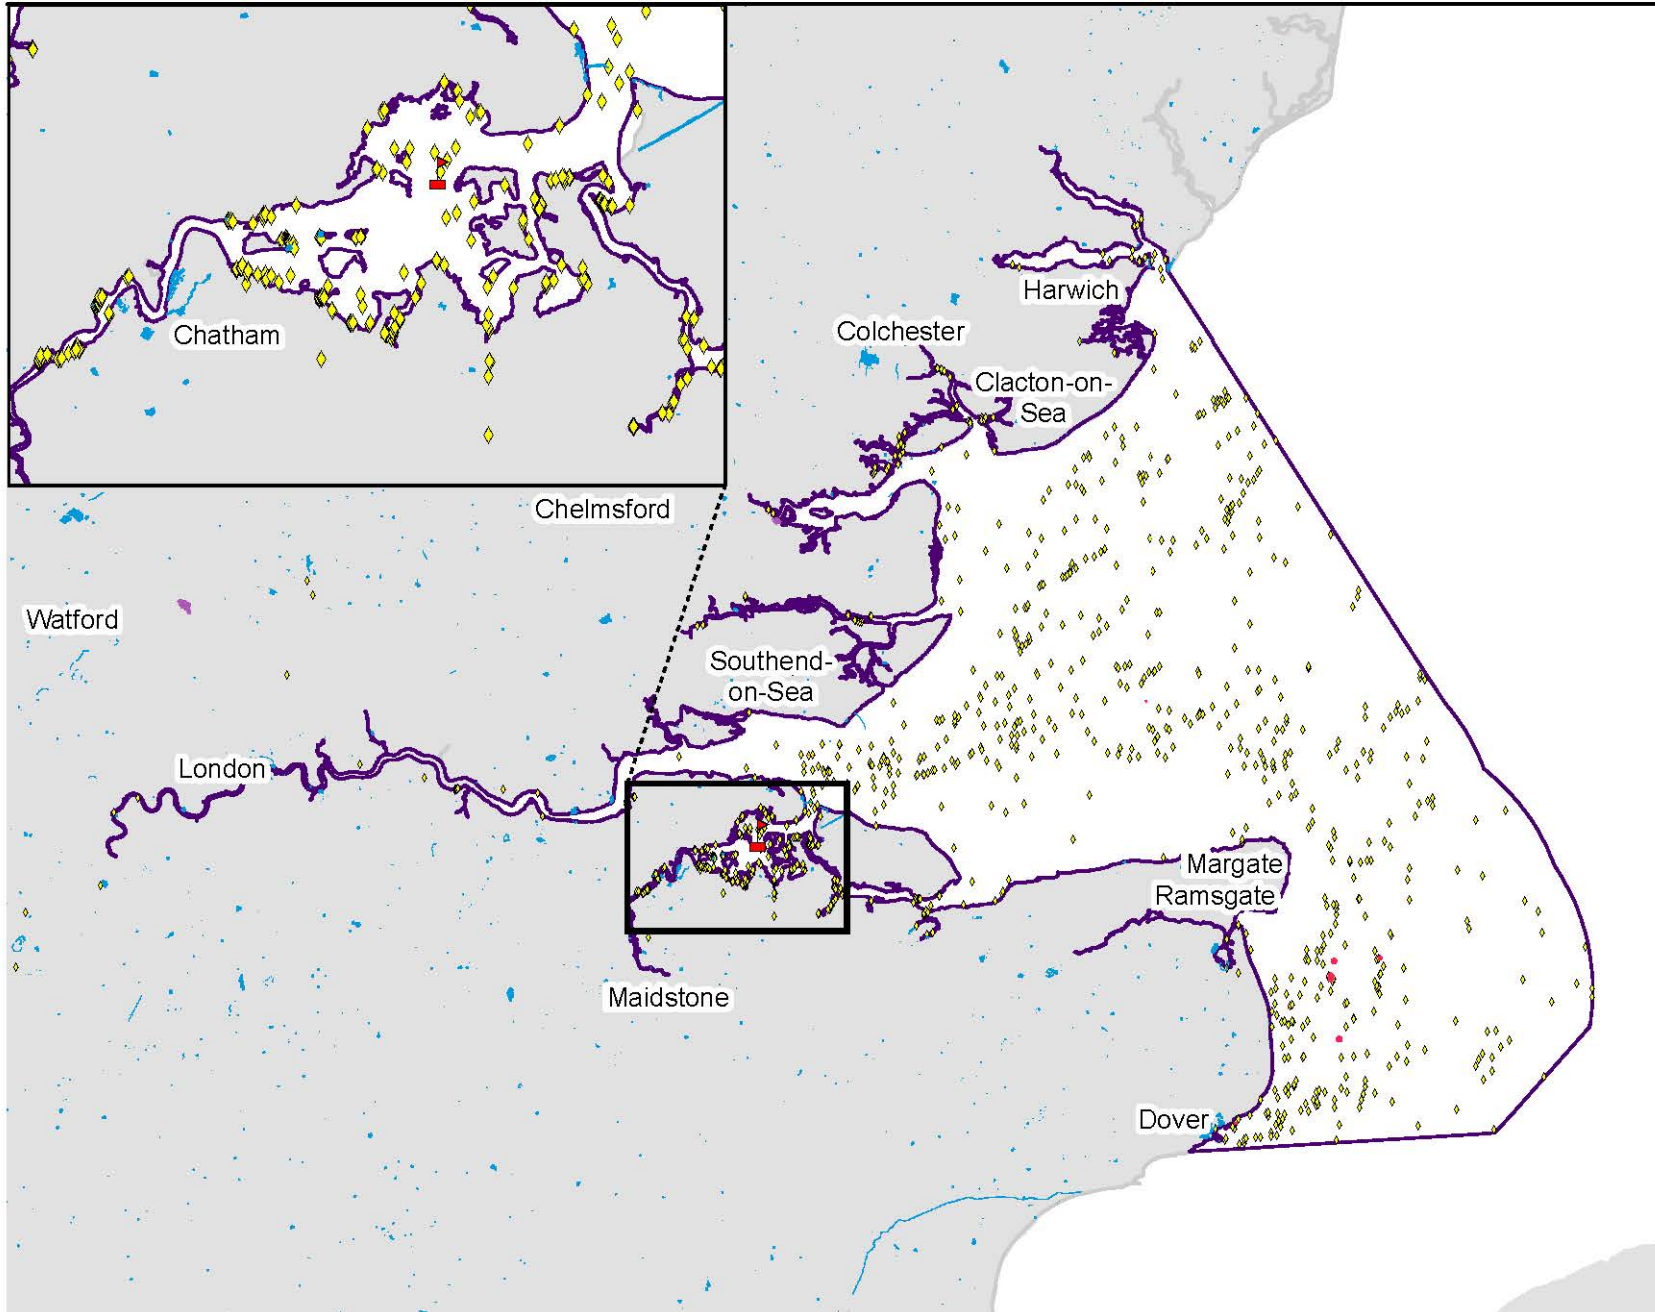 Chatham
Harwich
Colchester
Clacton-on-
Sea
Chelmsford
Watford
Southend-
on-Sea
London
Margate
Ramsgate
Maidstone
Dover